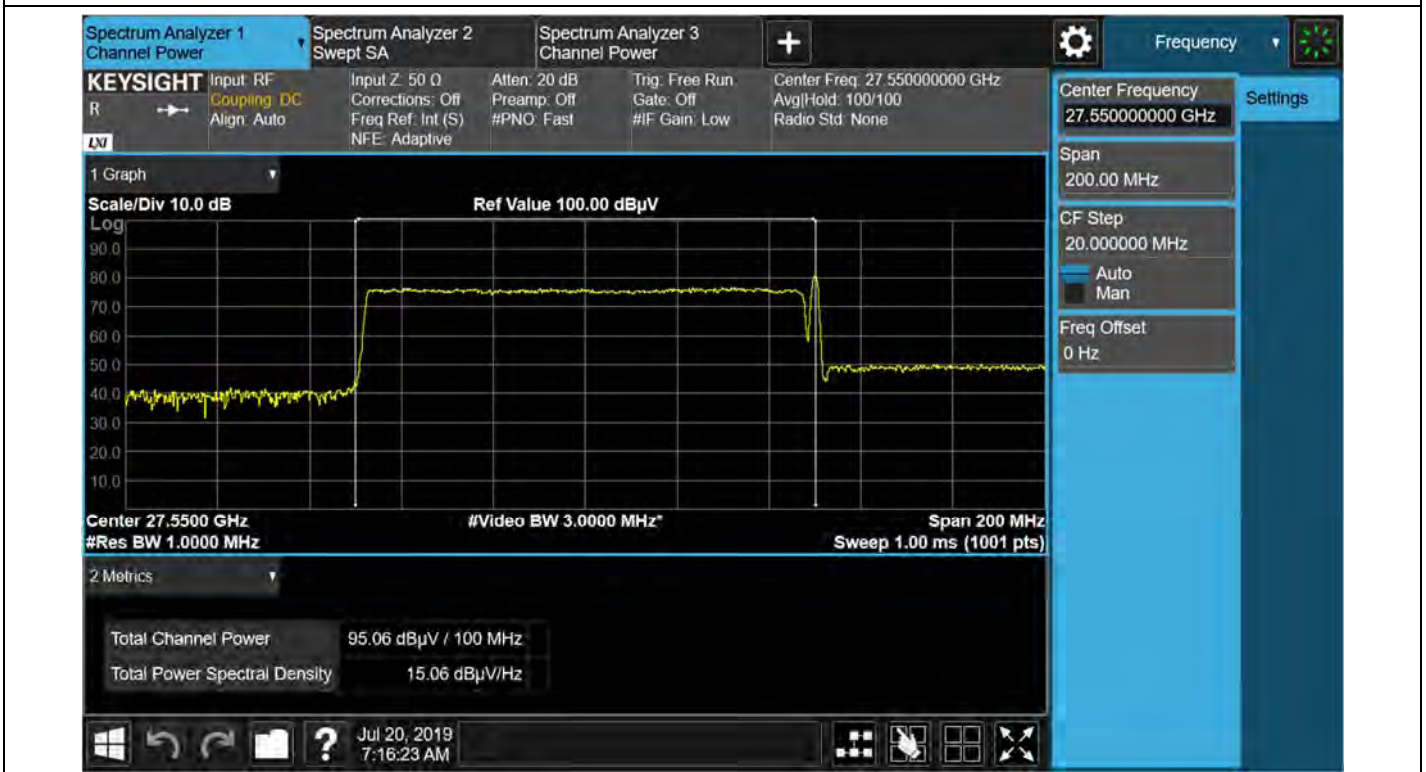 Spectrum Analyzer 1
Channel Power
Spectrum Analyzer 2
Swept SA
Spectrum Analyzer 3
Channel Power
Frequency
KEYSIGHT
R
LXI
Input: RF
Coupling: DC
Align: Auto
Input Z: 50 Ω
Corrections: Off
Freq Ref: Int (S)
NFE: Adaptive
Atten: 20 dB
Preamp: Off
#PNO: Fast
Trig: Free Run
Gate: Off
#IF Gain: Low
Center Freq: 27.550000000 GHz
Avg|Hold: 100/100
Radio Std: None
Center Frequency
27.550000000 GHz
Settings
Span
200.00 MHz
CF Step
20.000000 MHz
Auto
Man
Freq Offset
0 Hz
1 Graph
Scale/Div 10.0 dB
Ref Value 100.00 dBµV
Log
90.0
80.0
70.0
60.0
50.0
40.0
30.0
20.0
10.0
Center 27.5500 GHz
#Video BW 3.0000 MHz*
Span 200 MHz
#Res BW 1.0000 MHz
Sweep 1.00 ms (1001 pts)
2 Metrics
Total Channel Power 95.06 dBµV / 100 MHz
Total Power Spectral Density 15.06 dBµV/Hz
?
Jul 20, 2019
7:16:23 AM